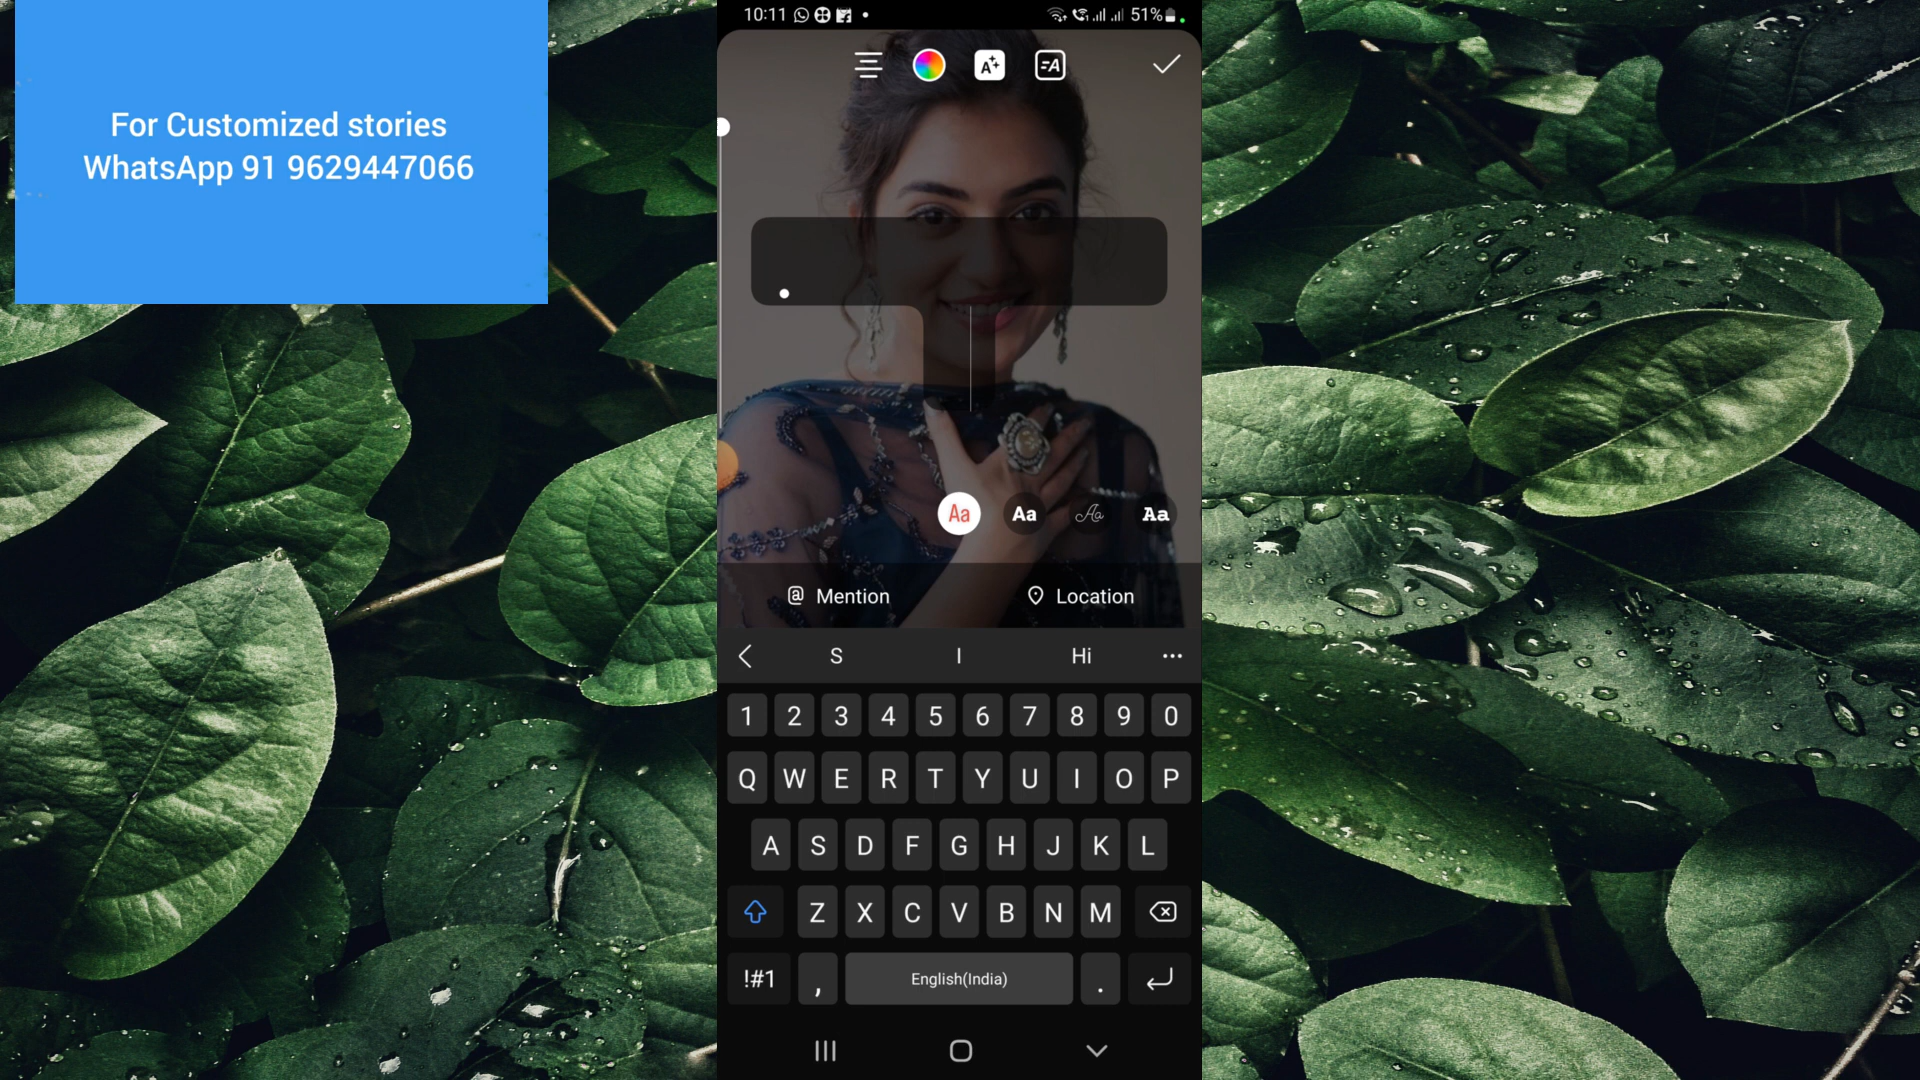 For Customized stories
WhatsApp 91 9629447066
10:11
51%
Aa Aa Aa Aa
@ Mention Location
S I Hi ...
1 2 3 4 5 6 7 8 9 0
Q W E R T Y U I O P
A S D F G H J K L
Z X C V B N M
!#1 , English(India) .